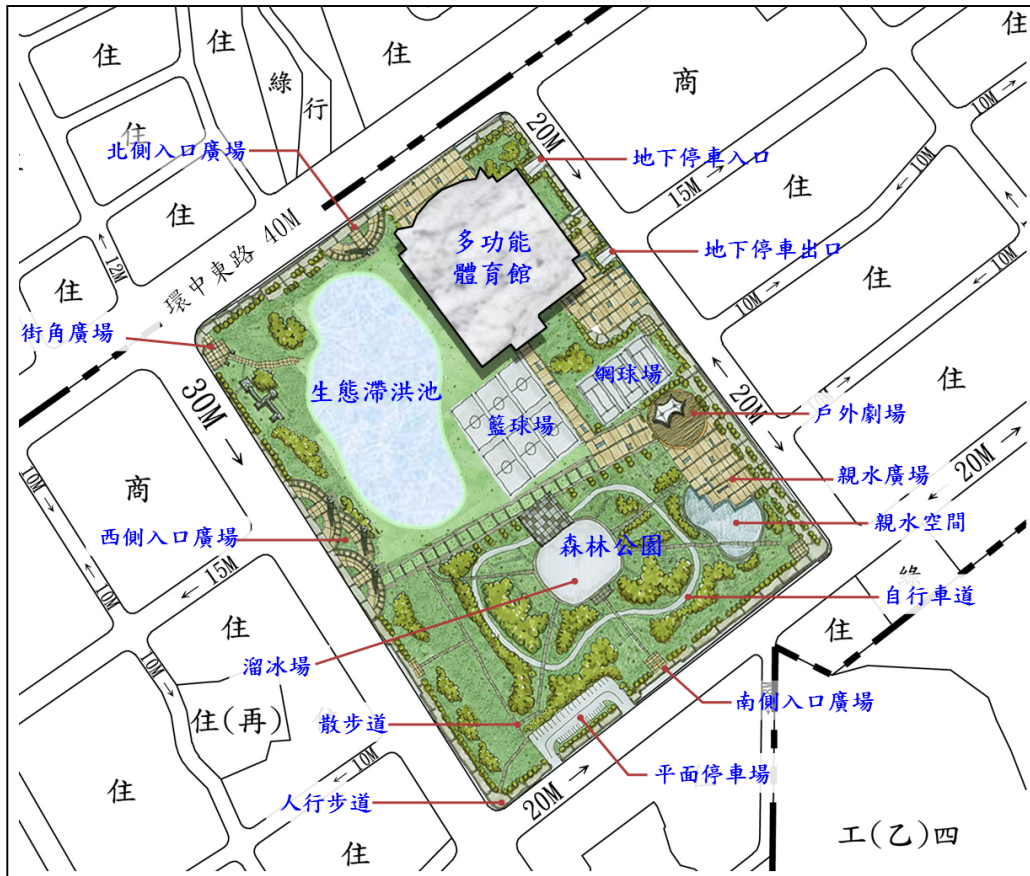 住
住
綠
行
住
住
商
北側入口廣場
20M
地下停車入口
15M
住
10M
10M
住
住
多功能
體育館
地下停車出口
12M
環中東路 40M
住
街角廣場
10M
10M
住
生態滯洪池
網球場
籃球場
30M
20M
戶外劇場
住
20M
親水廣場
商
10M
西側入口廣場
森林公園
親水空間
綠
15M
10M
自行車道
住
住
溜冰場
10M
住(再)
散步道
南側入口廣場
10M
住
平面停車場
人行步道
20M
住
住
工(乙)四